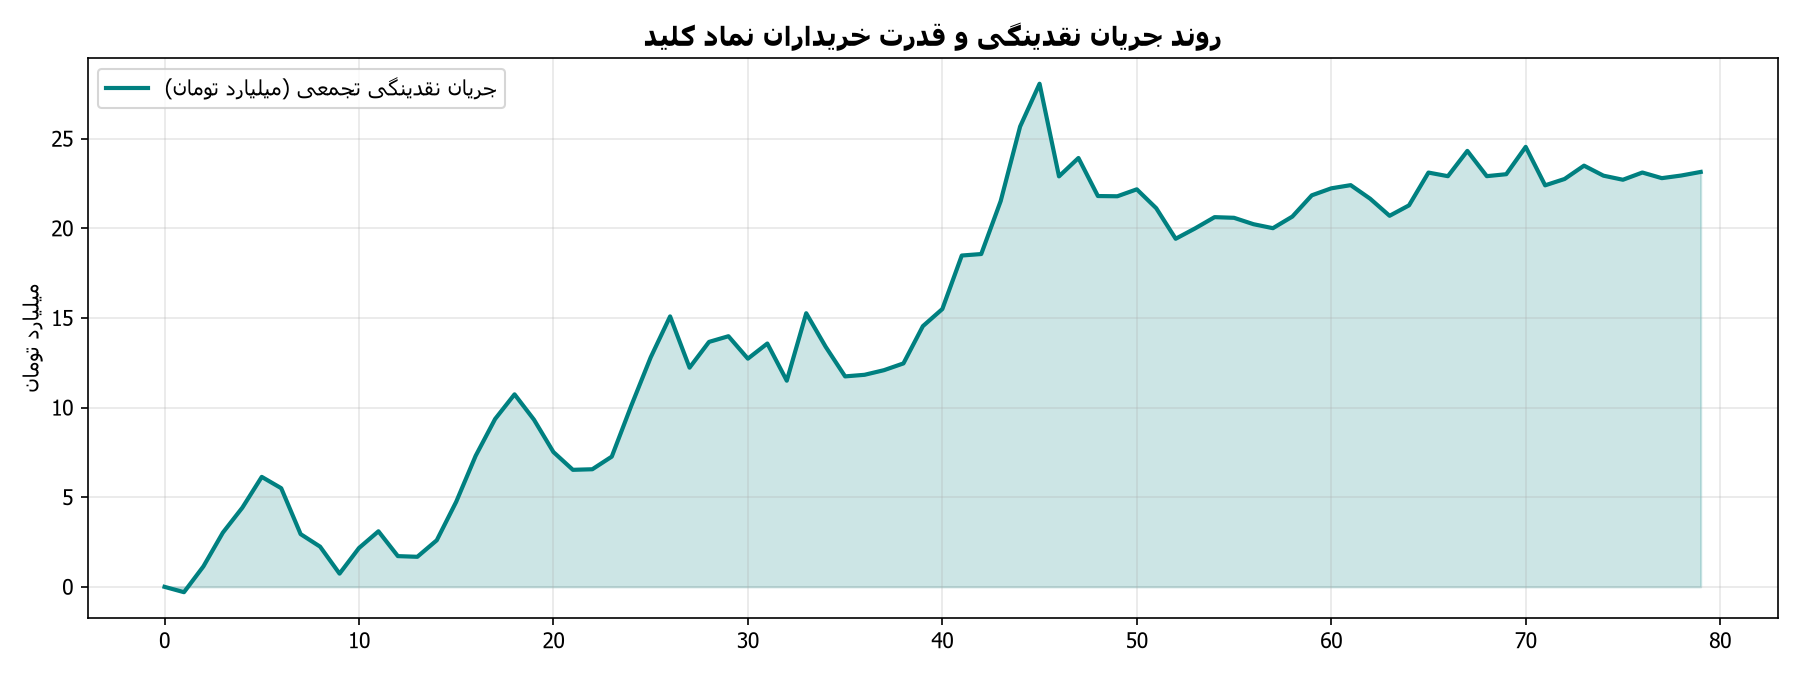 روند جریان نقدینگی و قدرت خریداران نماد کلید
جریان نقدینگی تجمعی (میلیارد تومان)
میلیارد تومان
25
20
15
10
5
0
0 10 20 30 40 50 60 70 80